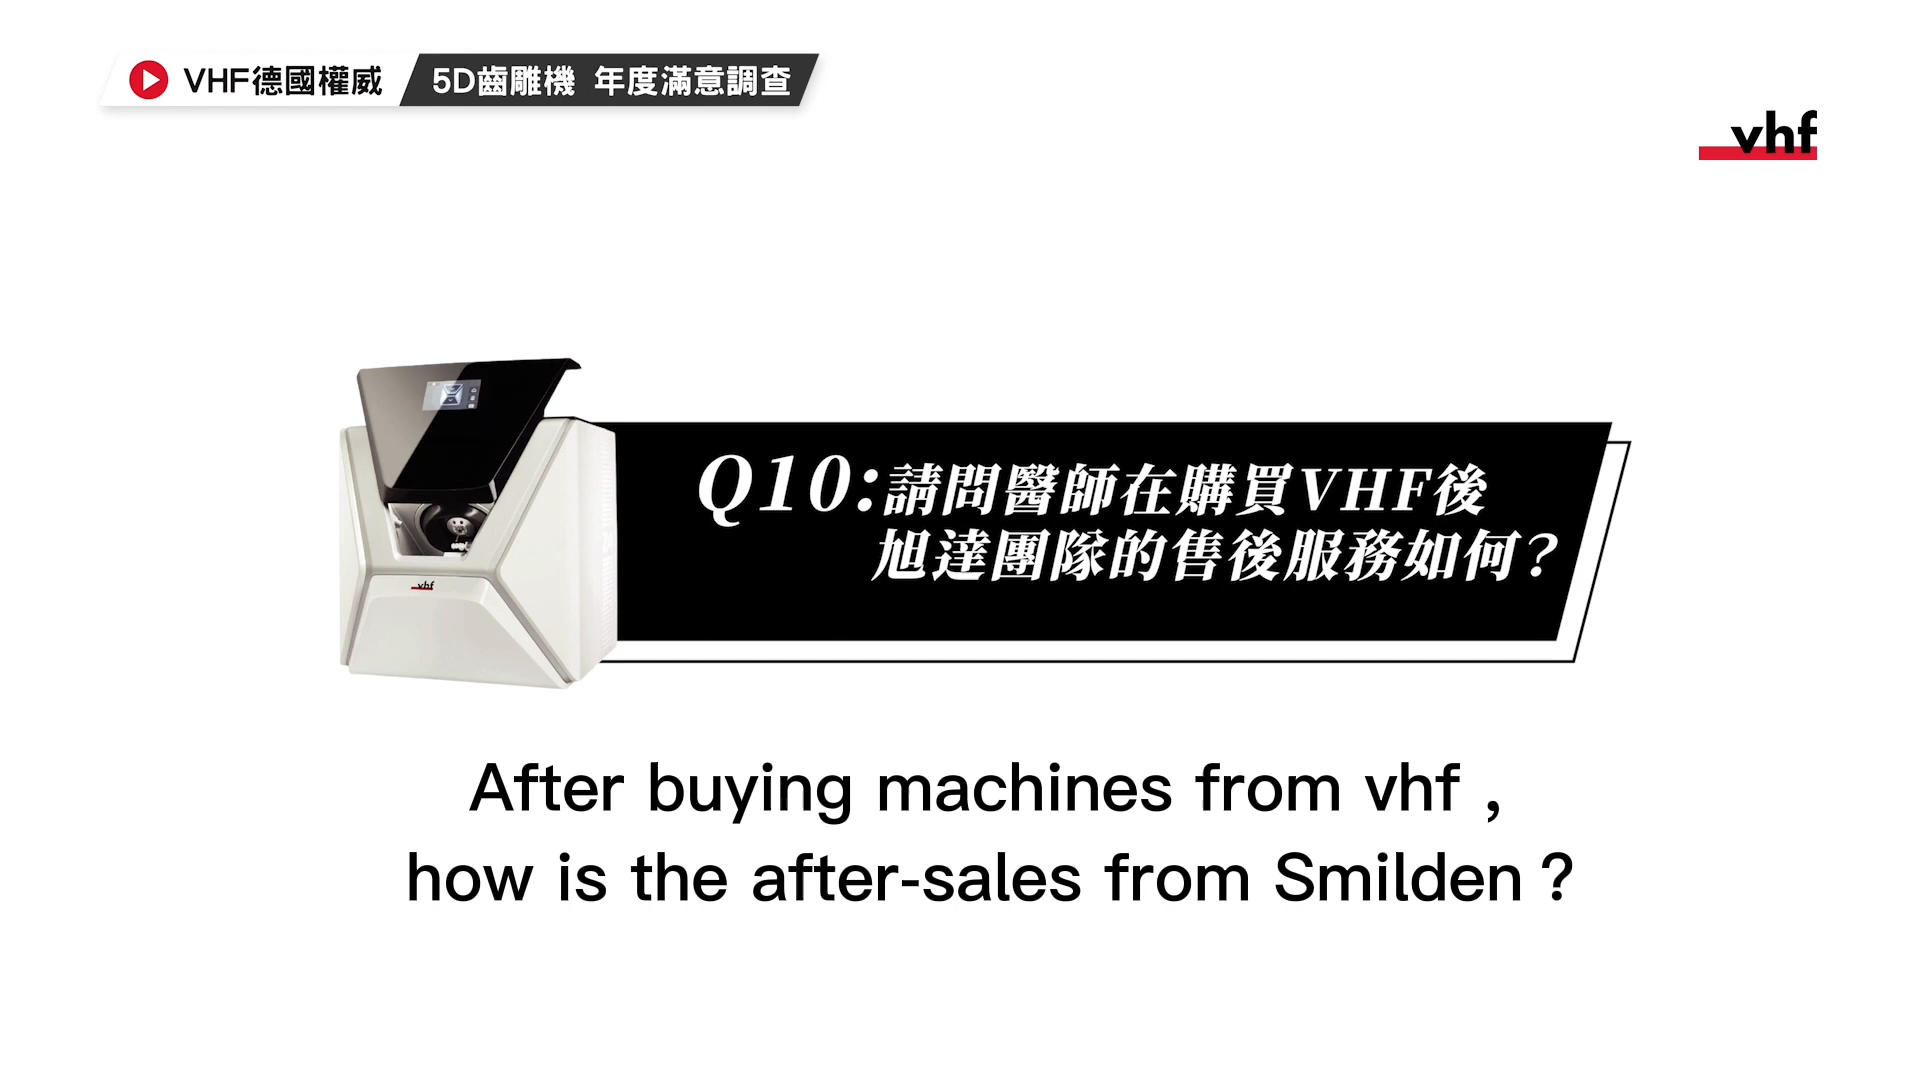 VHF德國權威
5D齒雕機 年度滿意調查
vhf
Q10:請問醫師在購買VHF後
旭達團隊的售後服務如何?
vhf
After buying machines from vhf ,
how is the after-sales from Smilden ?